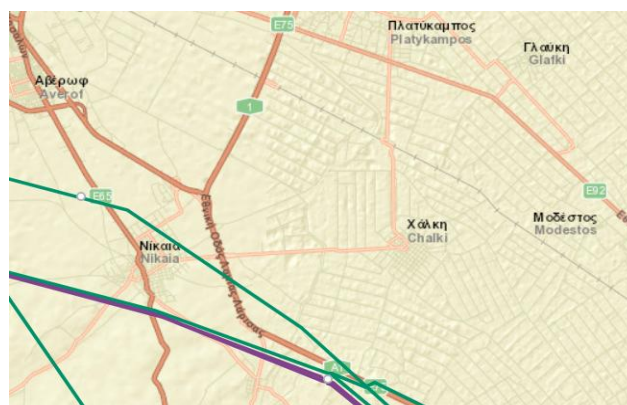 E75
Πλατύκαμπος
Platykampos
Γλαύκη
Glafki
Αβέρωφ
Averof
1
E65
E92
Χάλκη
Chalki
Μοδέστος
Modestos
Νίκαια
Nikaia
Εθνική Οδός Λαμίας Λάρισας